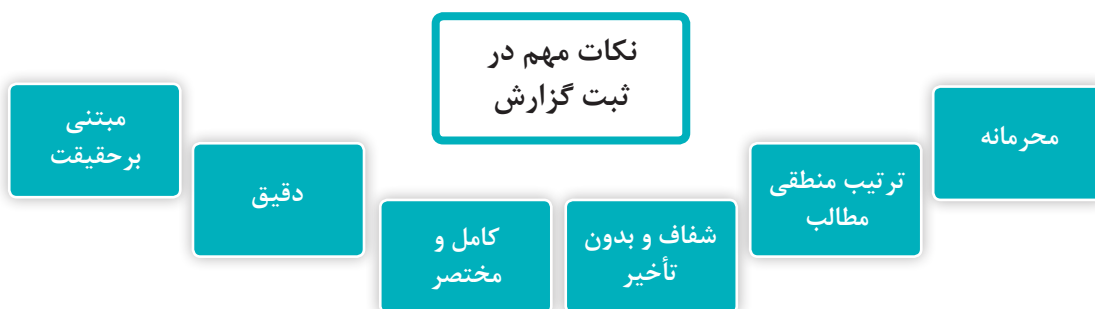 نکات مهم در
ثبت گزارش
محرمانه
ترتیب منطقی
مطالب
شفاف و بدون
تأخیر
کامل و
مختصر
دقیق
مبتنی
برحقیقت